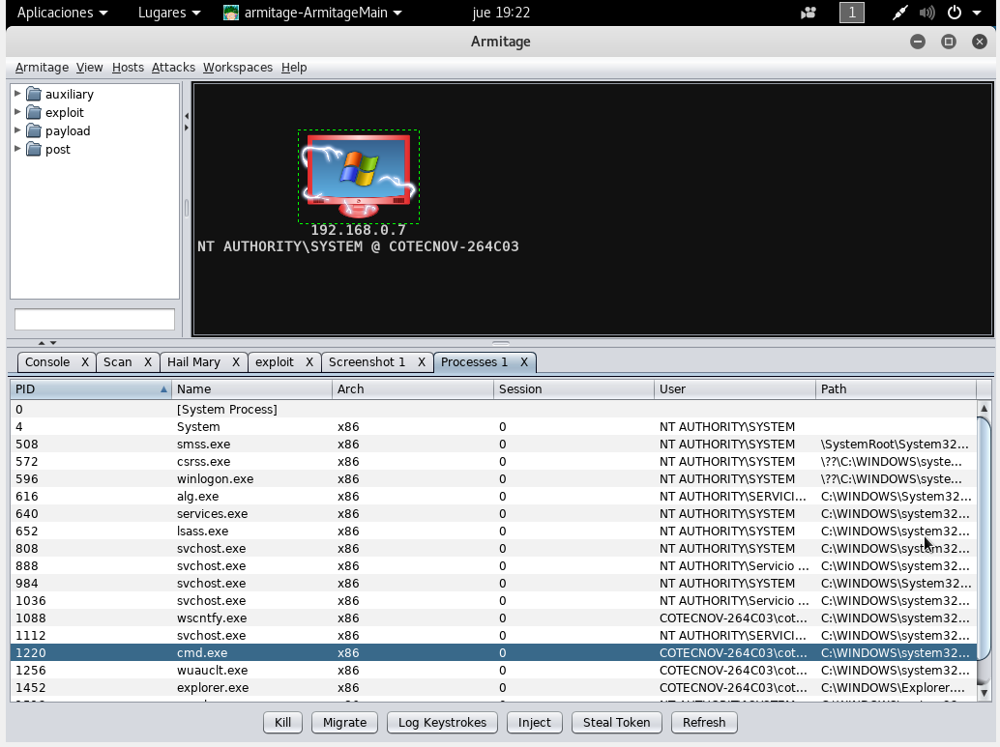 Aplicaciones Lugares armitage-ArmitageMain jue 19:22 1
Armitage
Armitage View Hosts Attacks Workspaces Help
auxiliary
exploit
payload
post
192.168.0.7
NT AUTHORITY\SYSTEM @ COTECNOV-264C03
Console X Scan X Hail Mary X exploit X Screenshot 1 X Processes 1 X
PID Name Arch Session User Path
0 [System Process]
4 System x86 0 NT AUTHORITY\SYSTEM
508 smss.exe x86 0 NT AUTHORITY\SYSTEM \SystemRoot\System32...
572 csrss.exe x86 0 NT AUTHORITY\SYSTEM \??\C:\WINDOWS\syste...
596 winlogon.exe x86 0 NT AUTHORITY\SYSTEM \??\C:\WINDOWS\syste...
616 alg.exe x86 0 NT AUTHORITY\SERVICI... C:\WINDOWS\System32...
640 services.exe x86 0 NT AUTHORITY\SYSTEM C:\WINDOWS\system32...
652 lsass.exe x86 0 NT AUTHORITY\SYSTEM C:\WINDOWS\system32...
808 svchost.exe x86 0 NT AUTHORITY\SYSTEM C:\WINDOWS\system32...
888 svchost.exe x86 0 NT AUTHORITY\Servicio ... C:\WINDOWS\system32...
984 svchost.exe x86 0 NT AUTHORITY\SYSTEM C:\WINDOWS\System32...
1036 svchost.exe x86 0 NT AUTHORITY\Servicio ... C:\WINDOWS\system32...
1088 wscntfy.exe x86 0 COTECNOV-264C03\cot... C:\WINDOWS\system32...
1112 svchost.exe x86 0 NT AUTHORITY\SERVICI... C:\WINDOWS\system32...
1220 cmd.exe x86 0 COTECNOV-264C03\cot... C:\WINDOWS\system32...
1256 wuauclt.exe x86 0 COTECNOV-264C03\cot... C:\WINDOWS\system32...
1452 explorer.exe x86 0 COTECNOV-264C03\cot... C:\WINDOWS\Explorer....
Kill Migrate Log Keystrokes Inject Steal Token Refresh